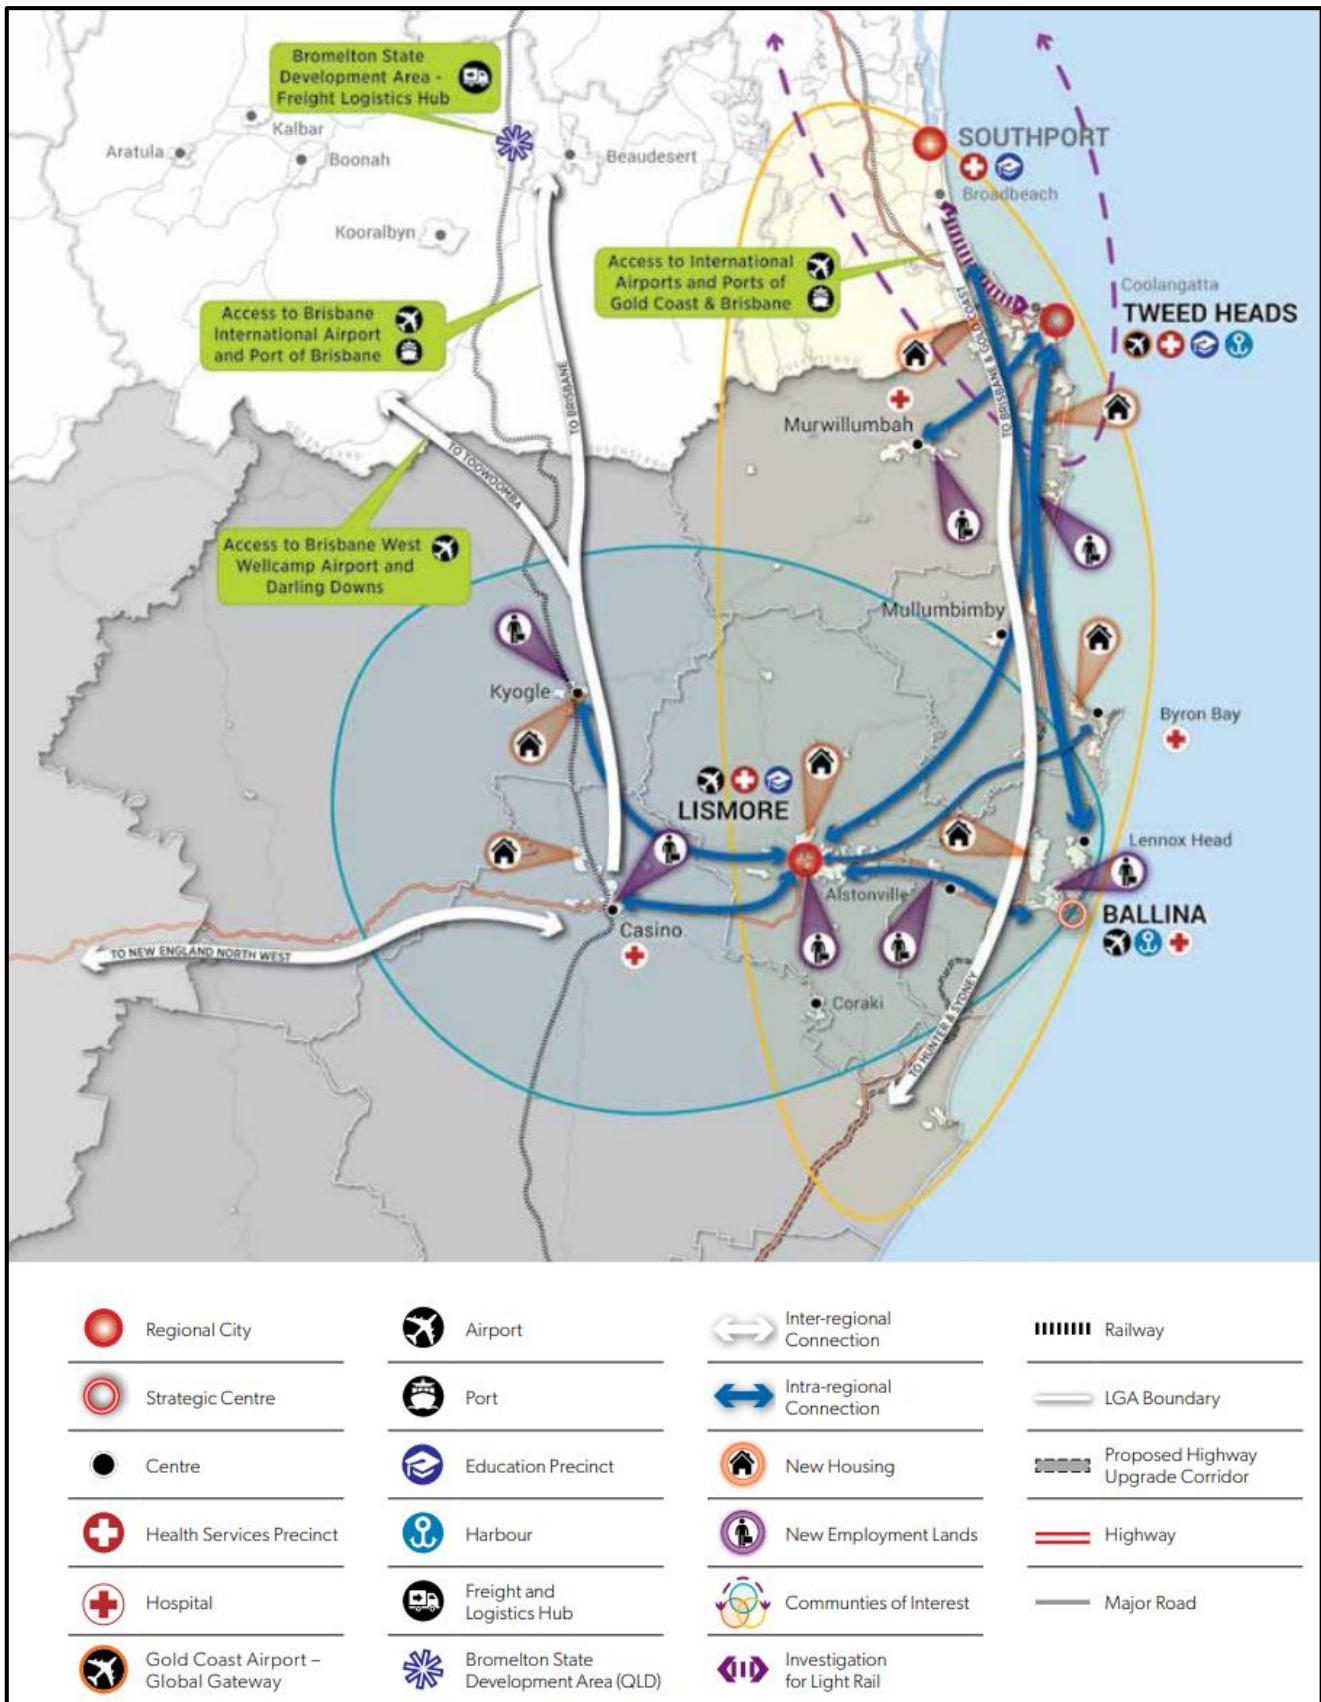 Bromelton State
Development Area -
Freight Logistics Hub
Kalbar
Aratula
Boonah
Beaudesert
Kooralbyn
SOUTHPORT
Broadbeach
Access to International
Airports and Ports of
Gold Coast & Brisbane
Coolangatta
TWEED HEADS
Access to Brisbane
International Airport
and Port of Brisbane
TO BRISBANE
TO BRISBANE & GOLD COAST
QUEENSLAND
QUEENSLAND
QUEENSLAND
TO TOOWOOMBA
Murwillumbah
Access to Brisbane West
Wellcamp Airport and
Darling Downs
Mullumbimby
Kyogle
Byron Bay
LISMORE
Lennox Head
Alstonville
BALLINA
Casino
TO NEW ENGLAND NORTH WEST
Coraki
TO HUNTER & SYDNEY
Regional City
Airport
Inter-regional
Connection
Railway
Strategic Centre
Port
Intra-regional
Connection
LGA Boundary
Centre
Education Precinct
New Housing
Proposed Highway
Upgrade Corridor
Health Services Precinct
Harbour
New Employment Lands
Highway
Hospital
Freight and
Logistics Hub
Communties of Interest
Major Road
Gold Coast Airport –
Global Gateway
Bromelton State
Development Area (QLD)
Investigation
for Light Rail